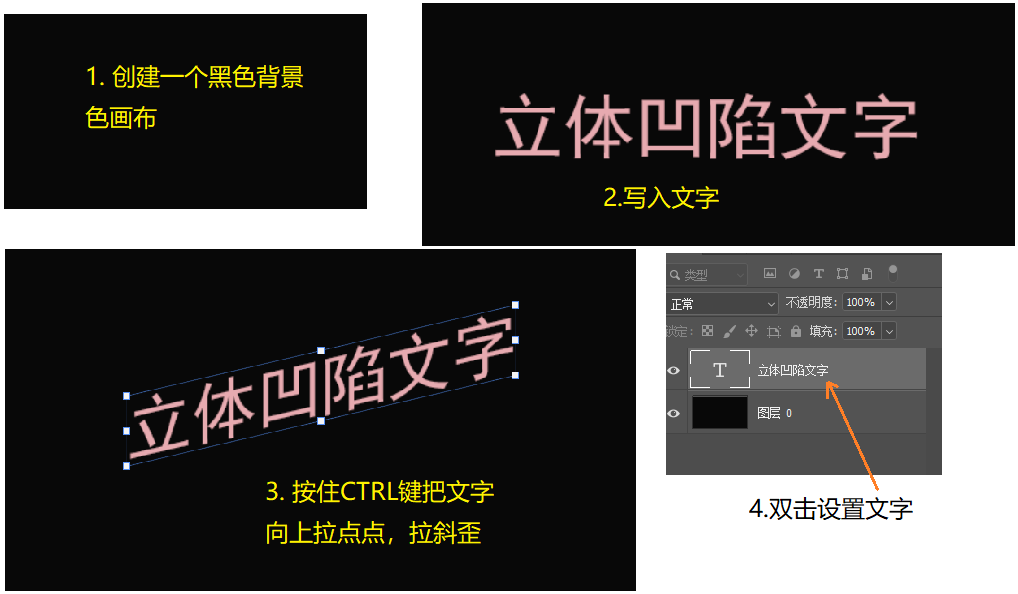 1. 创建一个黑色背景
色画布
立体凹陷文字
2.写入文字
立体凹陷文字
3. 按住CTRL键把文字
向上拉点点，拉斜歪
类型
T
正常
不透明度: 100%
锁定:
填充: 100%
T
立体凹陷文字
图层 0
4.双击设置文字